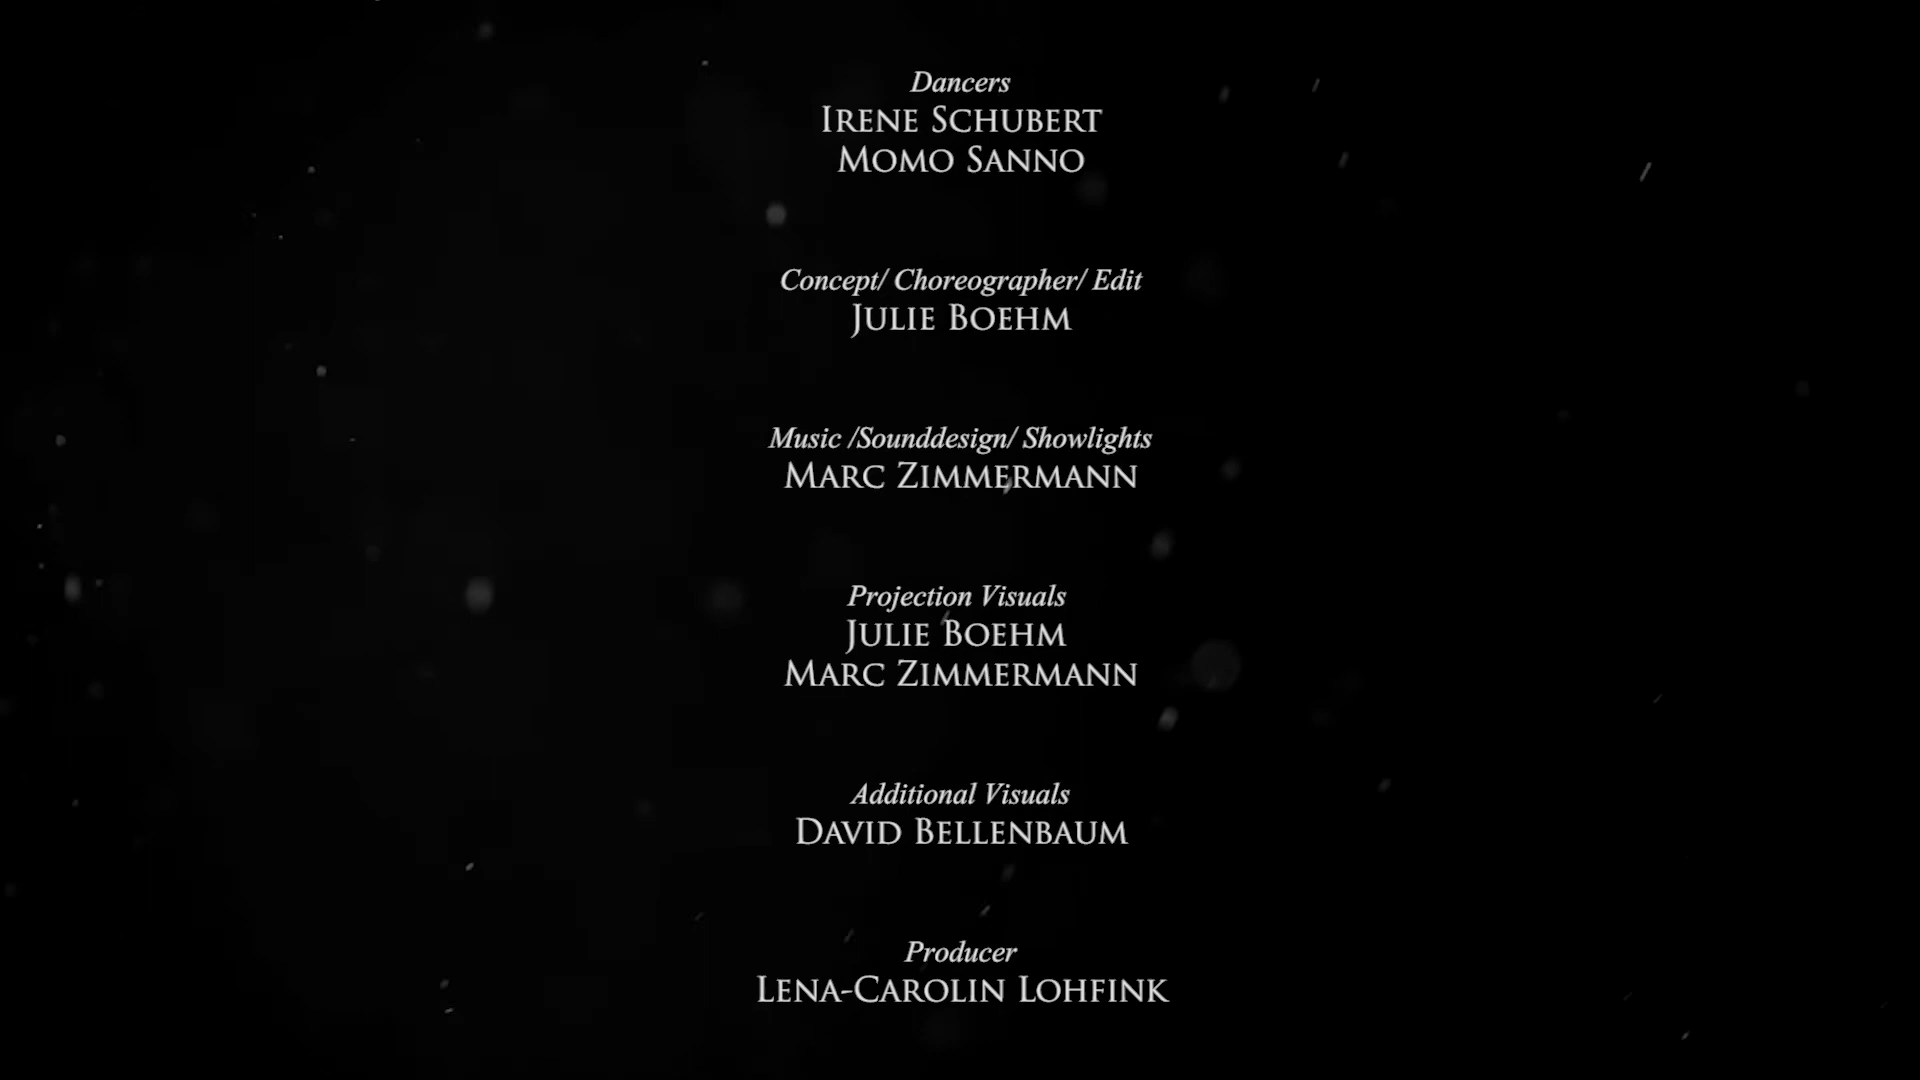 Dancers
Irene Schubert
Momo Sanno
Concept/ Choreographer/ Edit
Julie Boehm
Music /Sounddesign/ Showlights
Marc Zimmermann
Projection Visuals
Julie Boehm
Marc Zimmermann
Additional Visuals
David Bellenbaum
Producer
Lena-Carolin Lohfink